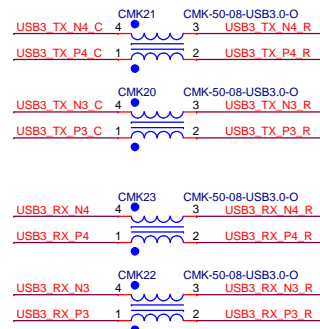 CMK21 CMK-50-08-USB3.0-O
USB3_TX_N4_C 4 3 USB3_TX_N4_R
USB3_TX_P4_C 1 2 USB3_TX_P4_R
CMK20 CMK-50-08-USB3.0-O
USB3_TX_N3_C 4 3 USB3_TX_N3_R
USB3_TX_P3_C 1 2 USB3_TX_P3_R
CMK23 CMK-50-08-USB3.0-O
USB3_RX_N4 4 3 USB3_RX_N4_R
USB3_RX_P4 1 2 USB3_RX_P4_R
CMK22 CMK-50-08-USB3.0-O
USB3_RX_N3 4 3 USB3_RX_N3_R
USB3_RX_P3 1 2 USB3_RX_P3_R